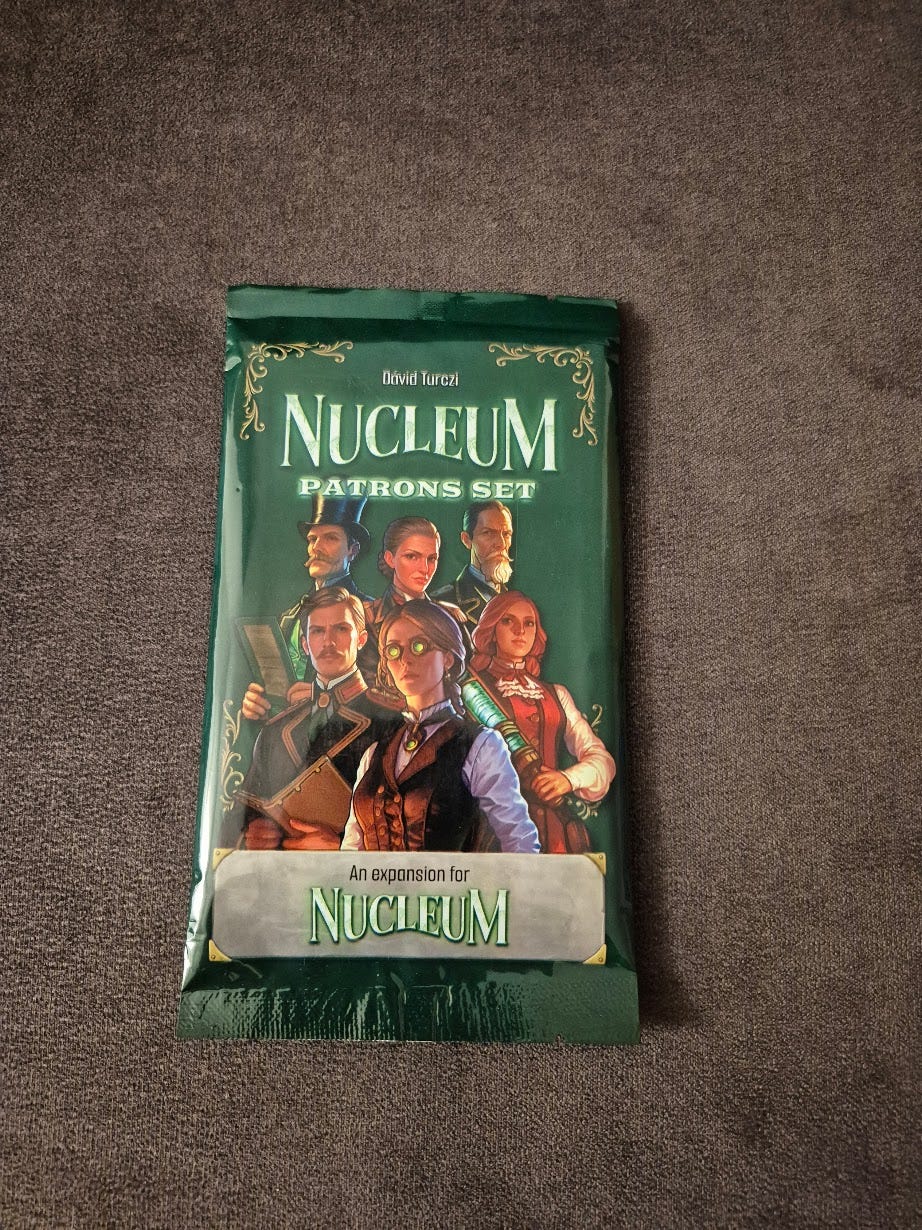 Dávid Turczi
NUCLEUM
PATRONS SET
An expansion for
NUCLEUM